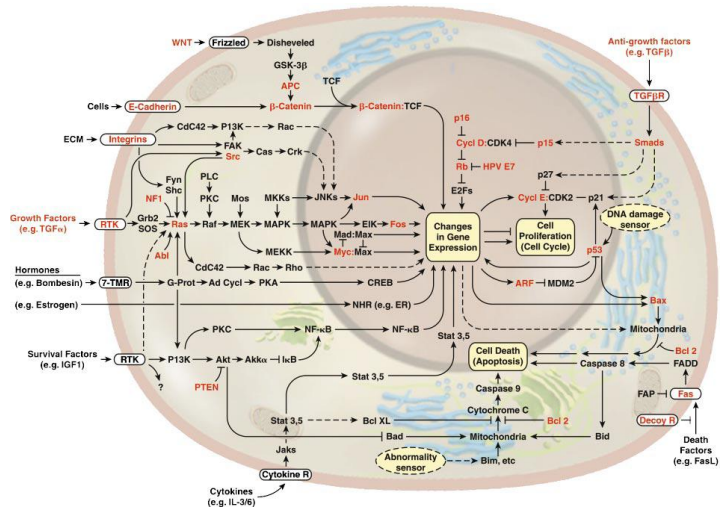 WNT
Frizzled
Disheveled
GSK-3β
APC
TCF
Cells
E-Cadherin
β-Catenin
β-Catenin:TCF
Anti-growth factors
(e.g. TGFβ)
TGFβR
ECM
Integrins
CdC42
P13K
Rac
FAK
Src
Cas
Crk
p16
Cycl D:CDK4
p15
Smads
Rb
HPV E7
E2Fs
p27
Cycl E:CDK2
p21
Fyn
Shc
NF1
PLC
PKC
Mos
MKKs
JNKs
Jun
Growth Factors
(e.g. TGFα)
RTK
Grb2
SOS
Ras
Raf
MEK
MAPK
MAPK
ElK
Fos
Mad:Max
Abl
MEKK
Myc:Max
CdC42
Rac
Rho
Changes
in Gene
Expression
Cell
Proliferation
(Cell Cycle)
DNA damage
sensor
p53
ARF
MDM2
Bax
Hormones
(e.g. Bombesin)
7-TMR
G-Prot
Ad Cycl
PKA
CREB
(e.g. Estrogen)
NHR (e.g. ER)
Mitochondria
Bcl 2
PKC
NF-κB
NF-κB
Stat 3,5
Survival Factors
(e.g. IGF1)
RTK
P13K
Akt
Akkα
IκB
?
PTEN
Stat 3,5
Cell Death
(Apoptosis)
Caspase 8
FADD
Caspase 9
FAP
Fas
Cytochrome C
Stat 3,5
Bcl XL
Bcl 2
Decoy R
Bad
Mitochondria
Bid
Death
Factors
(e.g. FasL)
Jaks
Abnormality
sensor
Bim, etc
Cytokine R
Cytokines
(e.g. IL-3/6)